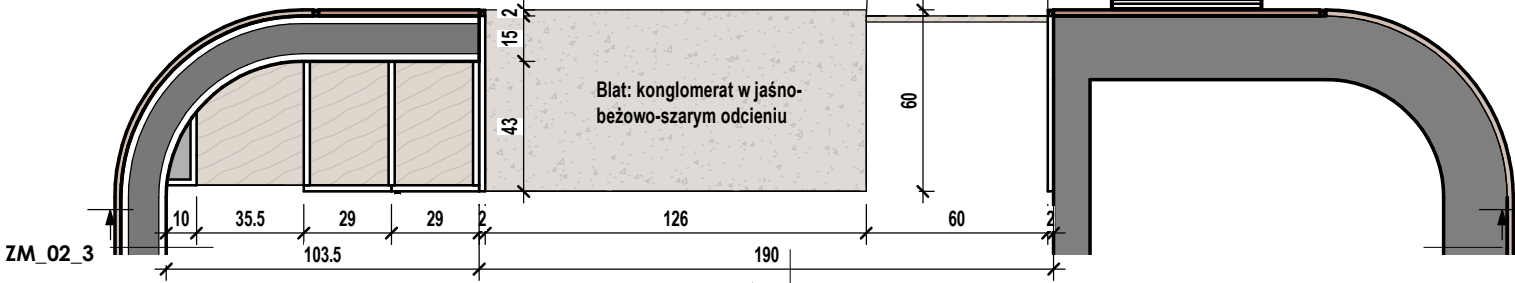 2
15
Blat: konglomerat w jaśno-
beżowo-szarym odcieniu
60
43
10 35.5 29 29 2 126 60 2
ZM_02_3
103.5 190